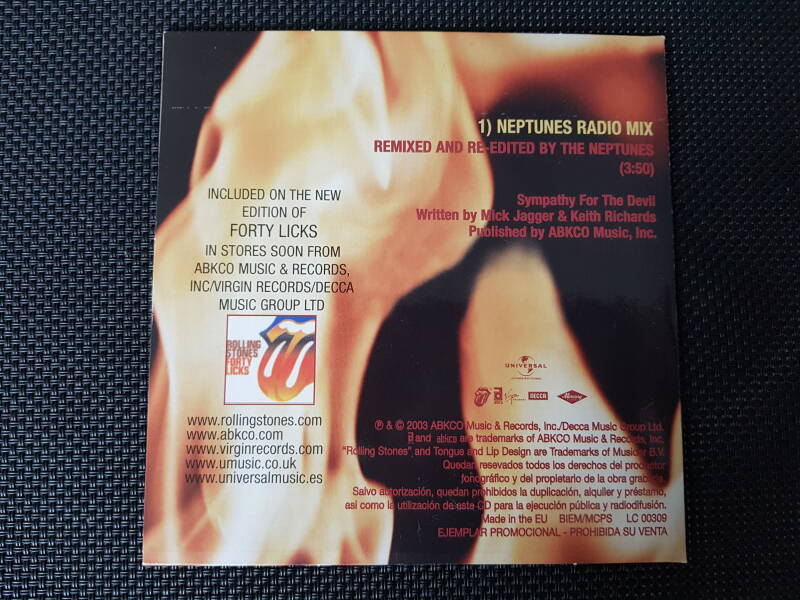 1) NEPTUNES RADIO MIX
REMIXED AND RE-EDITED BY THE NEPTUNES
(3:50)
Sympathy For The Devil
Written by Mick Jagger & Keith Richards
Published by ABKCO Music, Inc.
INCLUDED ON THE NEW
EDITION OF
FORTY LICKS
IN STORES SOON FROM
ABKCO MUSIC & RECORDS,
INC/VIRGIN RECORDS/DECCA
MUSIC GROUP LTD
ROLLING
STONES
FORTY
LICKS
www.rollingstones.com
www.abkco.com
www.virginrecords.com
www.umusic.co.uk
www.universalmusic.es
UNIVERSAL
Virgin
DECCA
Mercury
℗ & © 2003 ABKCO Music & Records, Inc./Decca Music Group Ltd.
a and abkco are trademarks of ABKCO Music & Records, Inc.
"Rolling Stones" and Tongue and Lip Design are Trademarks of Musidor B.V.
Quedan resevados todos los derechos del productor
fonográfico y del propietario de la obra grabada.
Salvo autorización, quedan prohibidos la duplicación, alquiler y préstamo,
así como la utilización de este CD para la ejecución pública y radiodifusión.
Made in the EU BIEM/MCPS LC 00309
EJEMPLAR PROMOCIONAL - PROHIBIDA SU VENTA